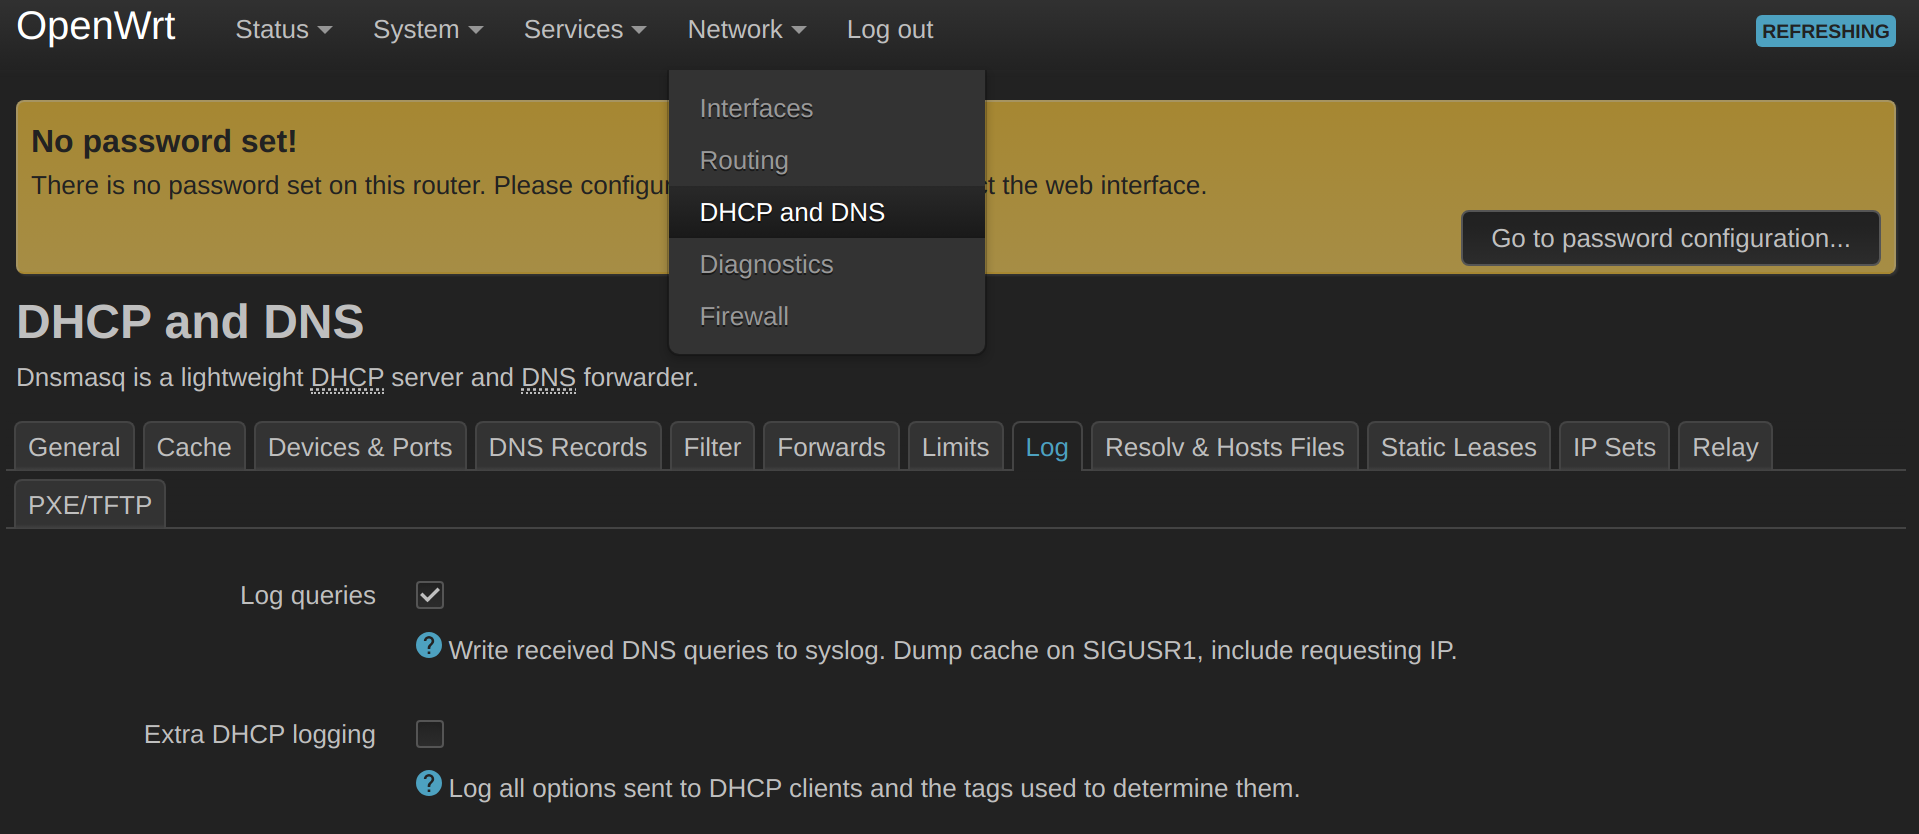 OpenWrt Status System Services Network Log out REFRESHING
Interfaces
Routing
DHCP and DNS
Diagnostics
Firewall
No password set!
There is no password set on this router. Please ct the web interface.
Go to password configuration...
DHCP and DNS
Dnsmasq is a lightweight DHCP server and DNS forwarder.
General Cache Devices & Ports DNS Records Filter Forwards Limits Log Resolv & Hosts Files Static Leases IP Sets Relay
PXE/TFTP
Log queries
? Write received DNS queries to syslog. Dump cache on SIGUSR1, include requesting IP.
Extra DHCP logging
? Log all options sent to DHCP clients and the tags used to determine them.